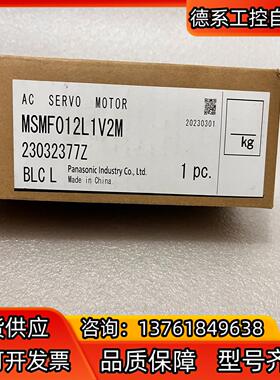 德系工控自
AC SERVO MOTOR
MSMF012L1V2M
20230301
23032377Z
kg
BLC L
Panasonic Industry Co., Ltd.
Made in China
1 pc.
货供应
咨询: 13761849638
可开发票
品质保障
型号